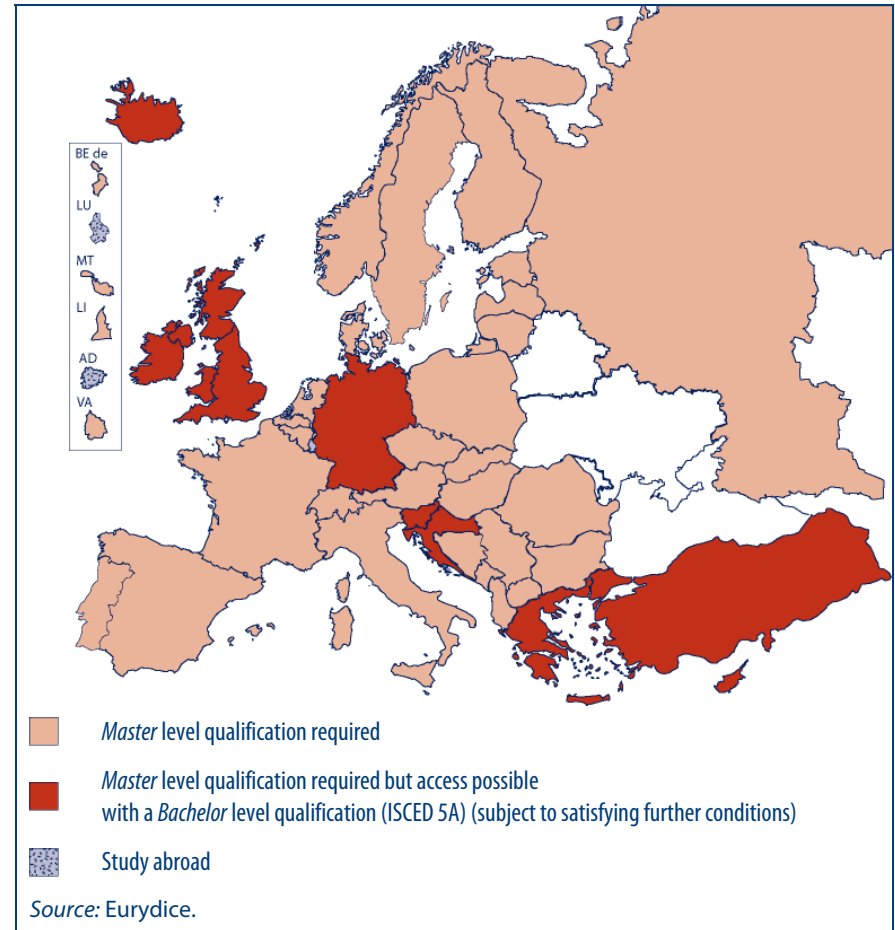 BE de
LU
MT
LI
AD
VA
Master level qualification required
Master level qualification required but access possible
with a Bachelor level qualification (ISCED 5A) (subject to satisfying further conditions)
Study abroad
Source: Eurydice.